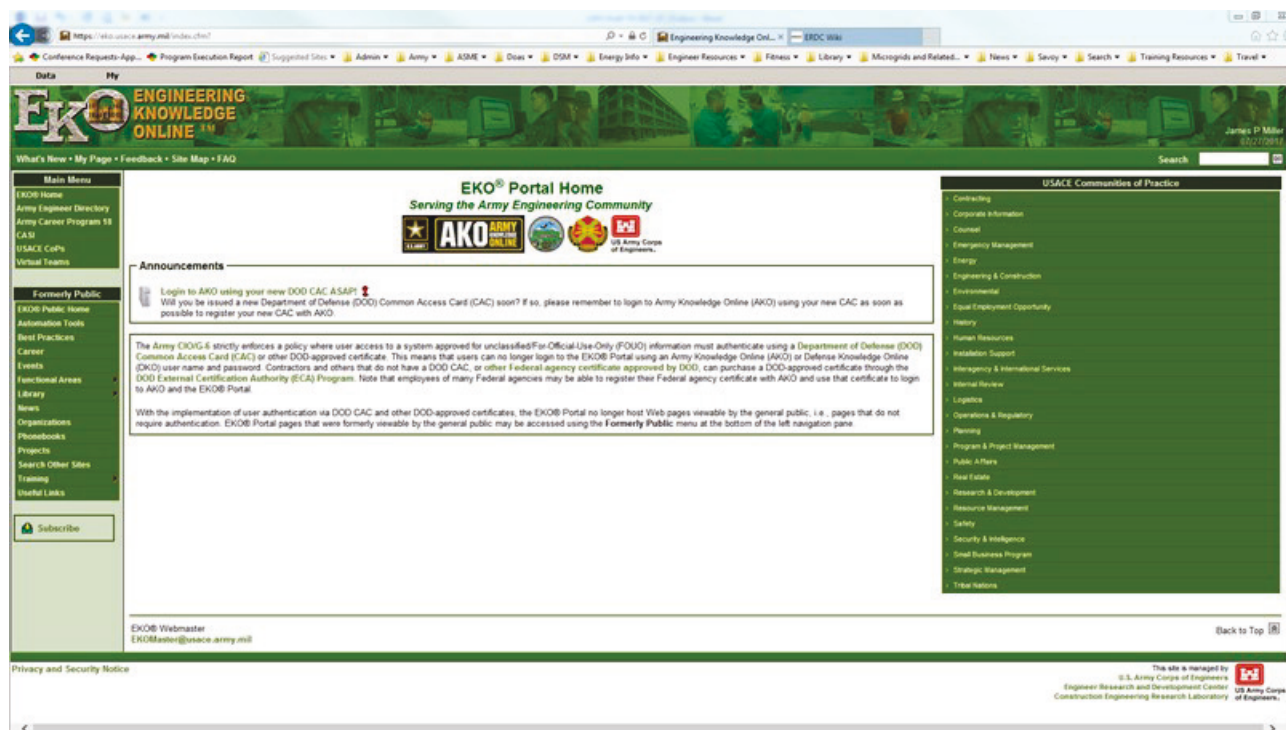 https://eko.usace.army.mil/index.cfm?
Engineering Knowledge Onl...
ERDC Wiki
Conference Requests-App...
Program Execution Report
Suggested Sites
Admin
Army
ASME
Doas
DSM
Energy Info
Engineer Resources
Fitness
Library
Microgrids and Related...
News
Savoy
Search
Training Resources
Travel
Data
My
EKO
ENGINEERING
KNOWLEDGE
ONLINE ™
James P Miller
07/27/2017
What's New • My Page • Feedback • Site Map • FAQ
Search
Main Menu
EKO® Home
Army Engineer Directory
Army Career Program 18
CASI
USACE CoPs
Virtual Teams
Formerly Public
EKO® Public Home
Automation Tools
Best Practices
Career
Events
Functional Areas
Library
News
Organizations
Phonebooks
Projects
Search Other Sites
Training
Useful Links
Subscribe
EKO® Portal Home
Serving the Army Engineering Community
AKO ARMY KNOWLEDGE ONLINE
US Army Corps
of Engineers.
Announcements
Login to AKO using your new DOD CAC ASAP!
Will you be issued a new Department of Defense (DOD) Common Access Card (CAC) soon? If so, please remember to login to Army Knowledge Online (AKO) using your new CAC as soon as
possible to register your new CAC with AKO.
The Army CIO/G-6 strictly enforces a policy where user access to a system approved for unclassified/For-Official-Use-Only (FOUO) information must authenticate using a Department of Defense (DOD)
Common Access Card (CAC) or other DOD-approved certificate. This means that users can no longer login to the EKO® Portal using an Army Knowledge Online (AKO) or Defense Knowledge Online
(DKO) user name and password. Contractors and others that do not have a DOD CAC, or other Federal-agency certificate approved by DOD, can purchase a DOD-approved certificate through the
DOD External Certification Authority (ECA) Program. Note that employees of many Federal agencies may be able to register their Federal agency certificate with AKO and use that certificate to login
to AKO and the EKO® Portal.
With the implementation of user authentication via DOD CAC and other DOD-approved certificates, the EKO® Portal no longer host Web pages viewable by the general public, i.e., pages that do not
require authentication. EKO® Portal pages that were formerly viewable by the general public may be accessed using the Formerly Public menu at the bottom of the left navigation pane.
USACE Communities of Practice
Contracting
Corporate Information
Counsel
Emergency Management
Energy
Engineering & Construction
Environmental
Equal Employment Opportunity
History
Human Resources
Installation Support
Interagency & International Services
Internal Review
Logistics
Operations & Regulatory
Planning
Program & Project Management
Public Affairs
Real Estate
Research & Development
Resource Management
Safety
Security & Intelligence
Small Business Program
Strategic Management
Tribal Nations
EKO® Webmaster
EKOMaster@usace.army.mil
Back to Top
Privacy and Security Notice
This site is managed by
U.S. Army Corps of Engineers
Engineer Research and Development Center
Construction Engineering Research Laboratory
US Army Corps
of Engineers.